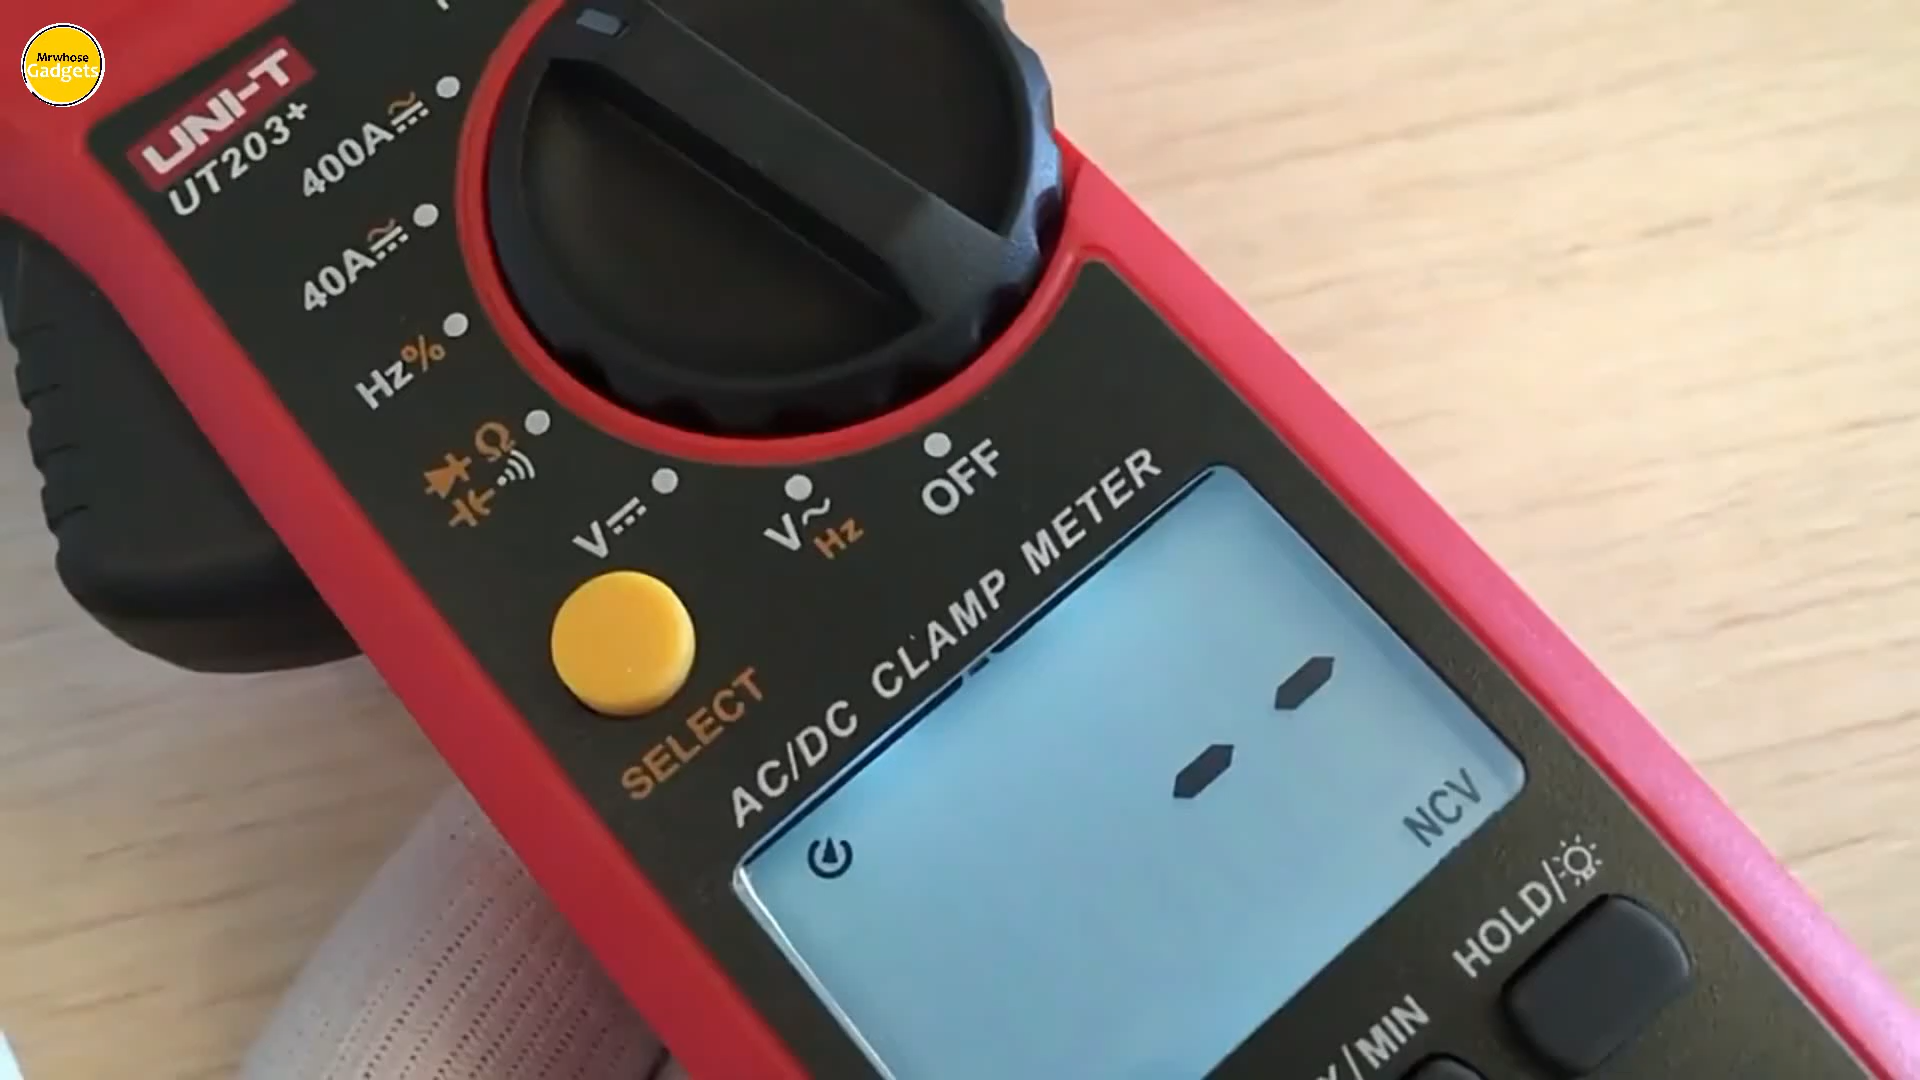 Mrwhose
Gadgets
UNI-T
UT203+
400A
40A
Hz%
Ω
V
V~
Hz
OFF
SELECT
AC/DC CLAMP METER
-- 
NCV
HOLD/
/MIN